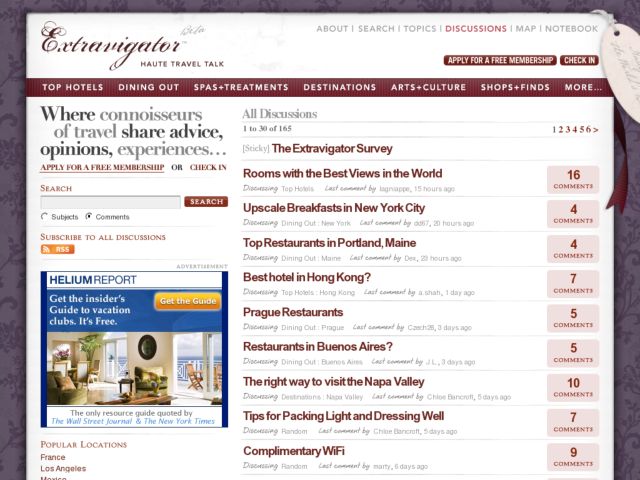 Extravigator™
Beta
HAUTE TRAVEL TALK
ABOUT | SEARCH | TOPICS | DISCUSSIONS | MAP | NOTEBOOK
APPLY FOR A FREE MEMBERSHIP CHECK IN
TOP HOTELS DINING OUT SPAS+TREATMENTS DESTINATIONS ARTS+CULTURE SHOPS+FINDS MORE...
Where connoisseurs
of travel share advice,
opinions, experiences…
APPLY FOR A FREE MEMBERSHIP OR CHECK IN
SEARCH
SEARCH
Subjects Comments
SUBSCRIBE TO ALL DISCUSSIONS
RSS
ADVERTISEMENT
HELIUM REPORT
Get the insider's
Guide to vacation
clubs. It's Free.
Get the Guide
The only resource guide quoted by
The Wall Street Journal & The New York Times
POPULAR LOCATIONS
France
Los Angeles
Mexico
All Discussions
1 to 30 of 165
1 2 3 4 5 6 >
[Sticky] The Extravigator Survey
Rooms with the Best Views in the World
Discussing Top Hotels Last comment by lagniappe, 15 hours ago
16
COMMENTS
Upscale Breakfasts in New York City
Discussing Dining Out : New York Last comment by dd67, 20 hours ago
4
COMMENTS
Top Restaurants in Portland, Maine
Discussing Dining Out : Maine Last comment by Dex, 23 hours ago
4
COMMENTS
Best hotel in Hong Kong?
Discussing Top Hotels : Hong Kong Last comment by a.shah, 1 day ago
7
COMMENTS
Prague Restaurants
Discussing Dining Out : Prague Last comment by Czech26, 3 days ago
5
COMMENTS
Restaurants in Buenos Aires?
Discussing Dining Out : Buenos Aires Last comment by J L , 3 days ago
5
COMMENTS
The right way to visit the Napa Valley
Discussing Destinations : Napa Valley Last comment by Chloe Bancroft, 5 days ago
10
COMMENTS
Tips for Packing Light and Dressing Well
Discussing Random Last comment by Chloe Bancroft, 5 days ago
7
COMMENTS
Complimentary WiFi
Discussing Random Last comment by marty, 6 days ago
9
COMMENTS